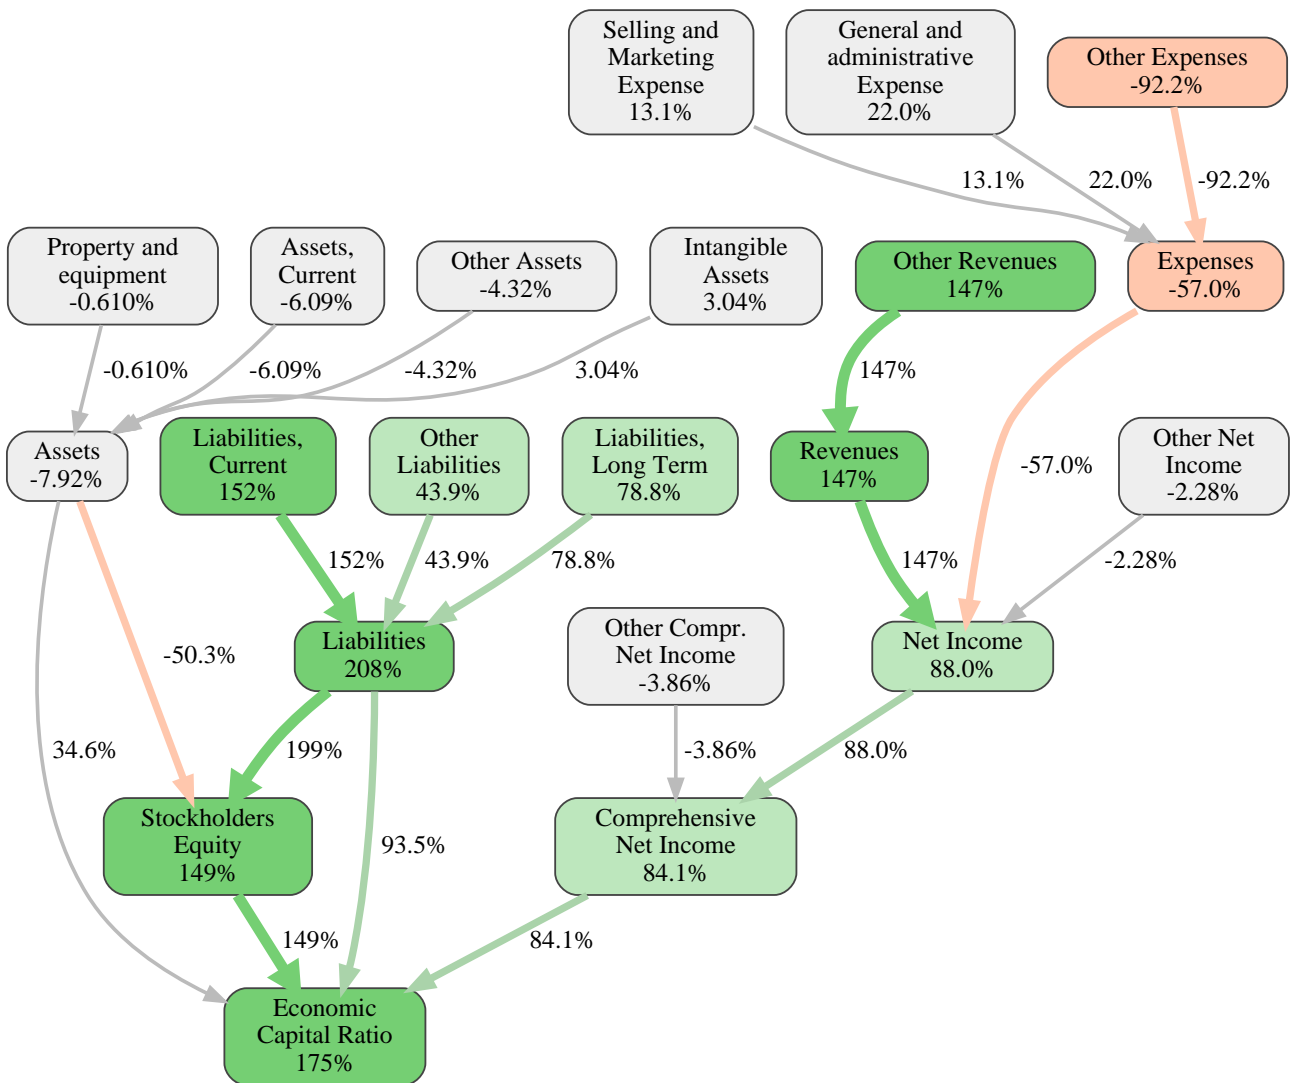 Selling and
Marketing
Expense
13.1%
General and
administrative
Expense
22.0%
Other Expenses
-92.2%
13.1%
22.0%
-92.2%
Property and
equipment
-0.610%
Assets,
Current
-6.09%
Other Assets
-4.32%
Intangible
Assets
3.04%
Other Revenues
147%
Expenses
-57.0%
-0.610%
-6.09%
-4.32%
3.04%
147%
Assets
-7.92%
Liabilities,
Current
152%
Other
Liabilities
43.9%
Liabilities,
Long Term
78.8%
Revenues
147%
-57.0%
Other Net
Income
-2.28%
152%
43.9%
78.8%
147%
-2.28%
-50.3%
Liabilities
208%
Other Compr.
Net Income
-3.86%
Net Income
88.0%
34.6%
199%
-3.86%
88.0%
Stockholders
Equity
149%
93.5%
Comprehensive
Net Income
84.1%
149%
84.1%
Economic
Capital Ratio
175%